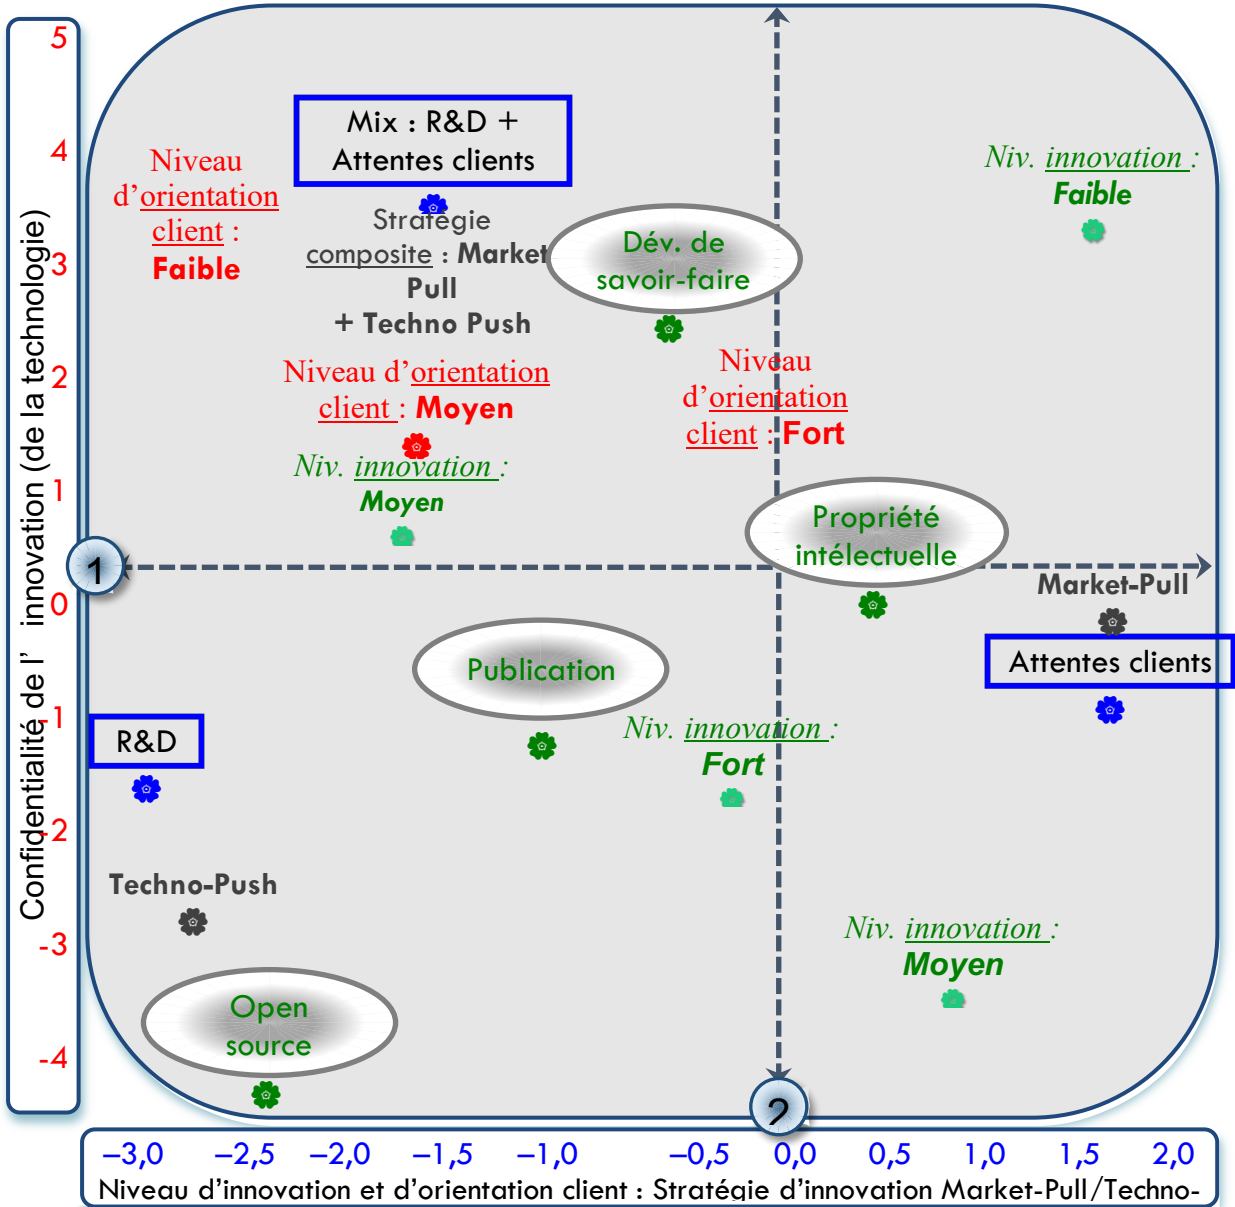 5
4
3
2
1
0
-1
-2
-3
-4
Confidentialité de l' innovation (de la technologie)
Mix : R&D +
Attentes clients
Niveau
d'orientation
client :
Faible
Niv. innovation :
Faible
Stratégie
composite : Market
Pull
+ Techno Push
Dév. de
savoir-faire
Niveau d'orientation
client : Moyen
Niveau
d'orientation
client : Fort
Niv. innovation :
Moyen
Propriété
intélectuelle
1
Market-Pull
Attentes clients
Publication
R&D
Niv. innovation :
Fort
Techno-Push
Niv. innovation :
Moyen
Open
source
2
–3,0 –2,5 –2,0 –1,5 –1,0 –0,5 0,0 0,5 1,0 1,5 2,0
Niveau d'innovation et d'orientation client : Stratégie d'innovation Market-Pull/Techno-